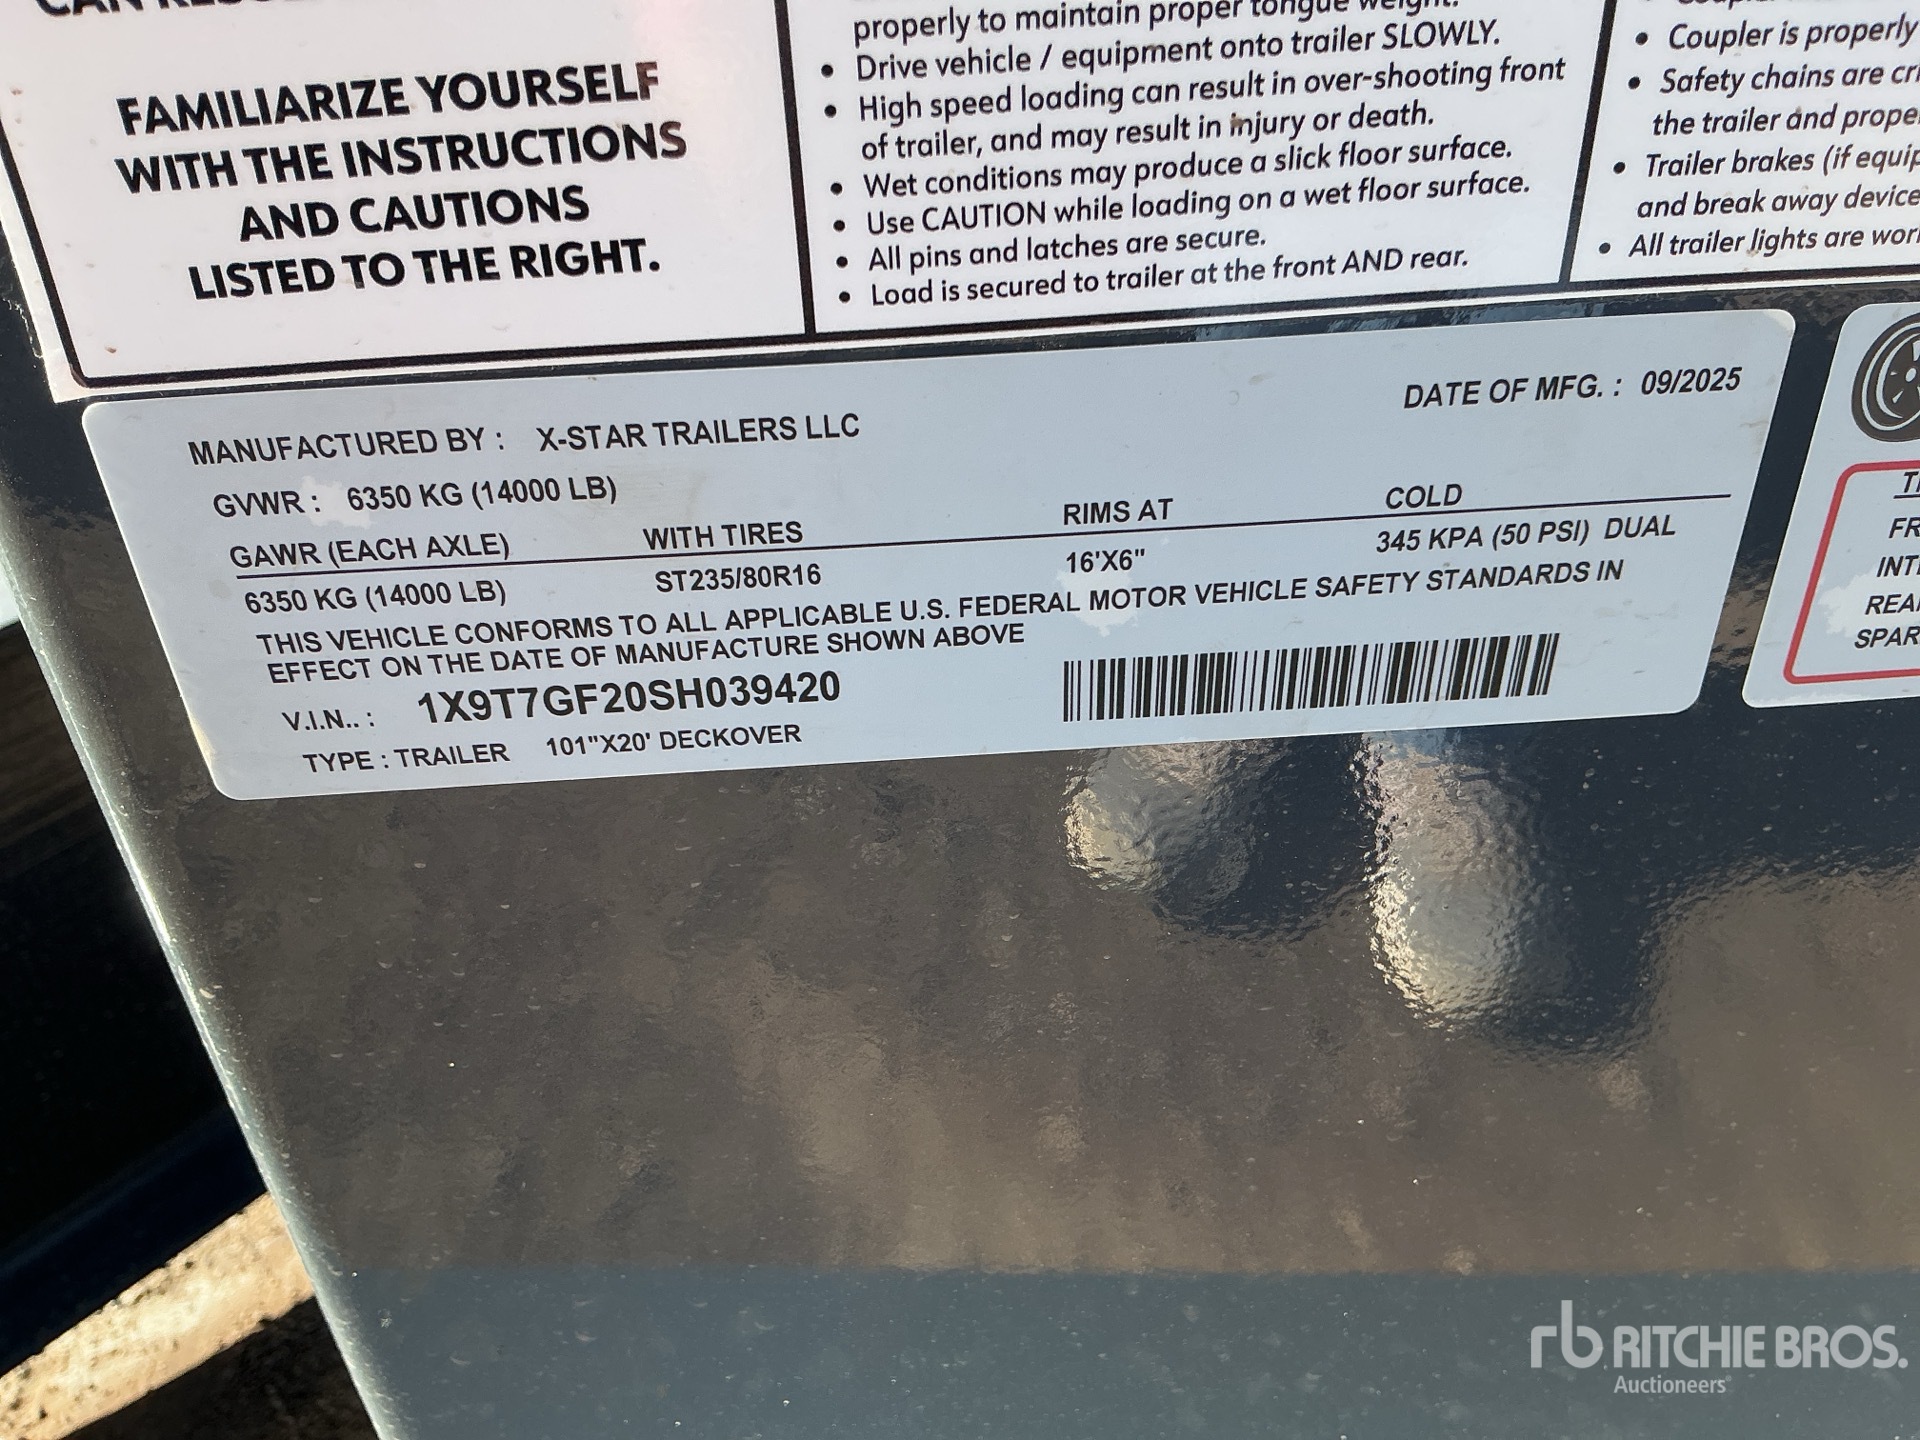 FAMILIARIZE YOURSELF
WITH THE INSTRUCTIONS
AND CAUTIONS
LISTED TO THE RIGHT.
properly to maintain proper tongue weight.
• Drive vehicle / equipment onto trailer SLOWLY.
• High speed loading can result in over-shooting front
of trailer, and may result in injury or death.
• Wet conditions may produce a slick floor surface.
• Use CAUTION while loading on a wet floor surface.
• All pins and latches are secure.
• Load is secured to trailer at the front AND rear.
• Coupler is properly
• Safety chains are
the trailer and
• Trailer brakes (if
and break away device
• All trailer lights are
MANUFACTURED BY : X-STAR TRAILERS LLC
DATE OF MFG. : 09/2025
GVWR : 6350 KG (14000 LB)
GAWR (EACH AXLE) WITH TIRES RIMS AT COLD
6350 KG (14000 LB) ST235/80R16 16'X6" 345 KPA (50 PSI) DUAL
THIS VEHICLE CONFORMS TO ALL APPLICABLE U.S. FEDERAL MOTOR VEHICLE SAFETY STANDARDS IN
EFFECT ON THE DATE OF MANUFACTURE SHOWN ABOVE
V.I.N.. : 1X9T7GF20SH039420
TYPE : TRAILER 101"X20' DECKOVER
rb RITCHIE BROS.
Auctioneers